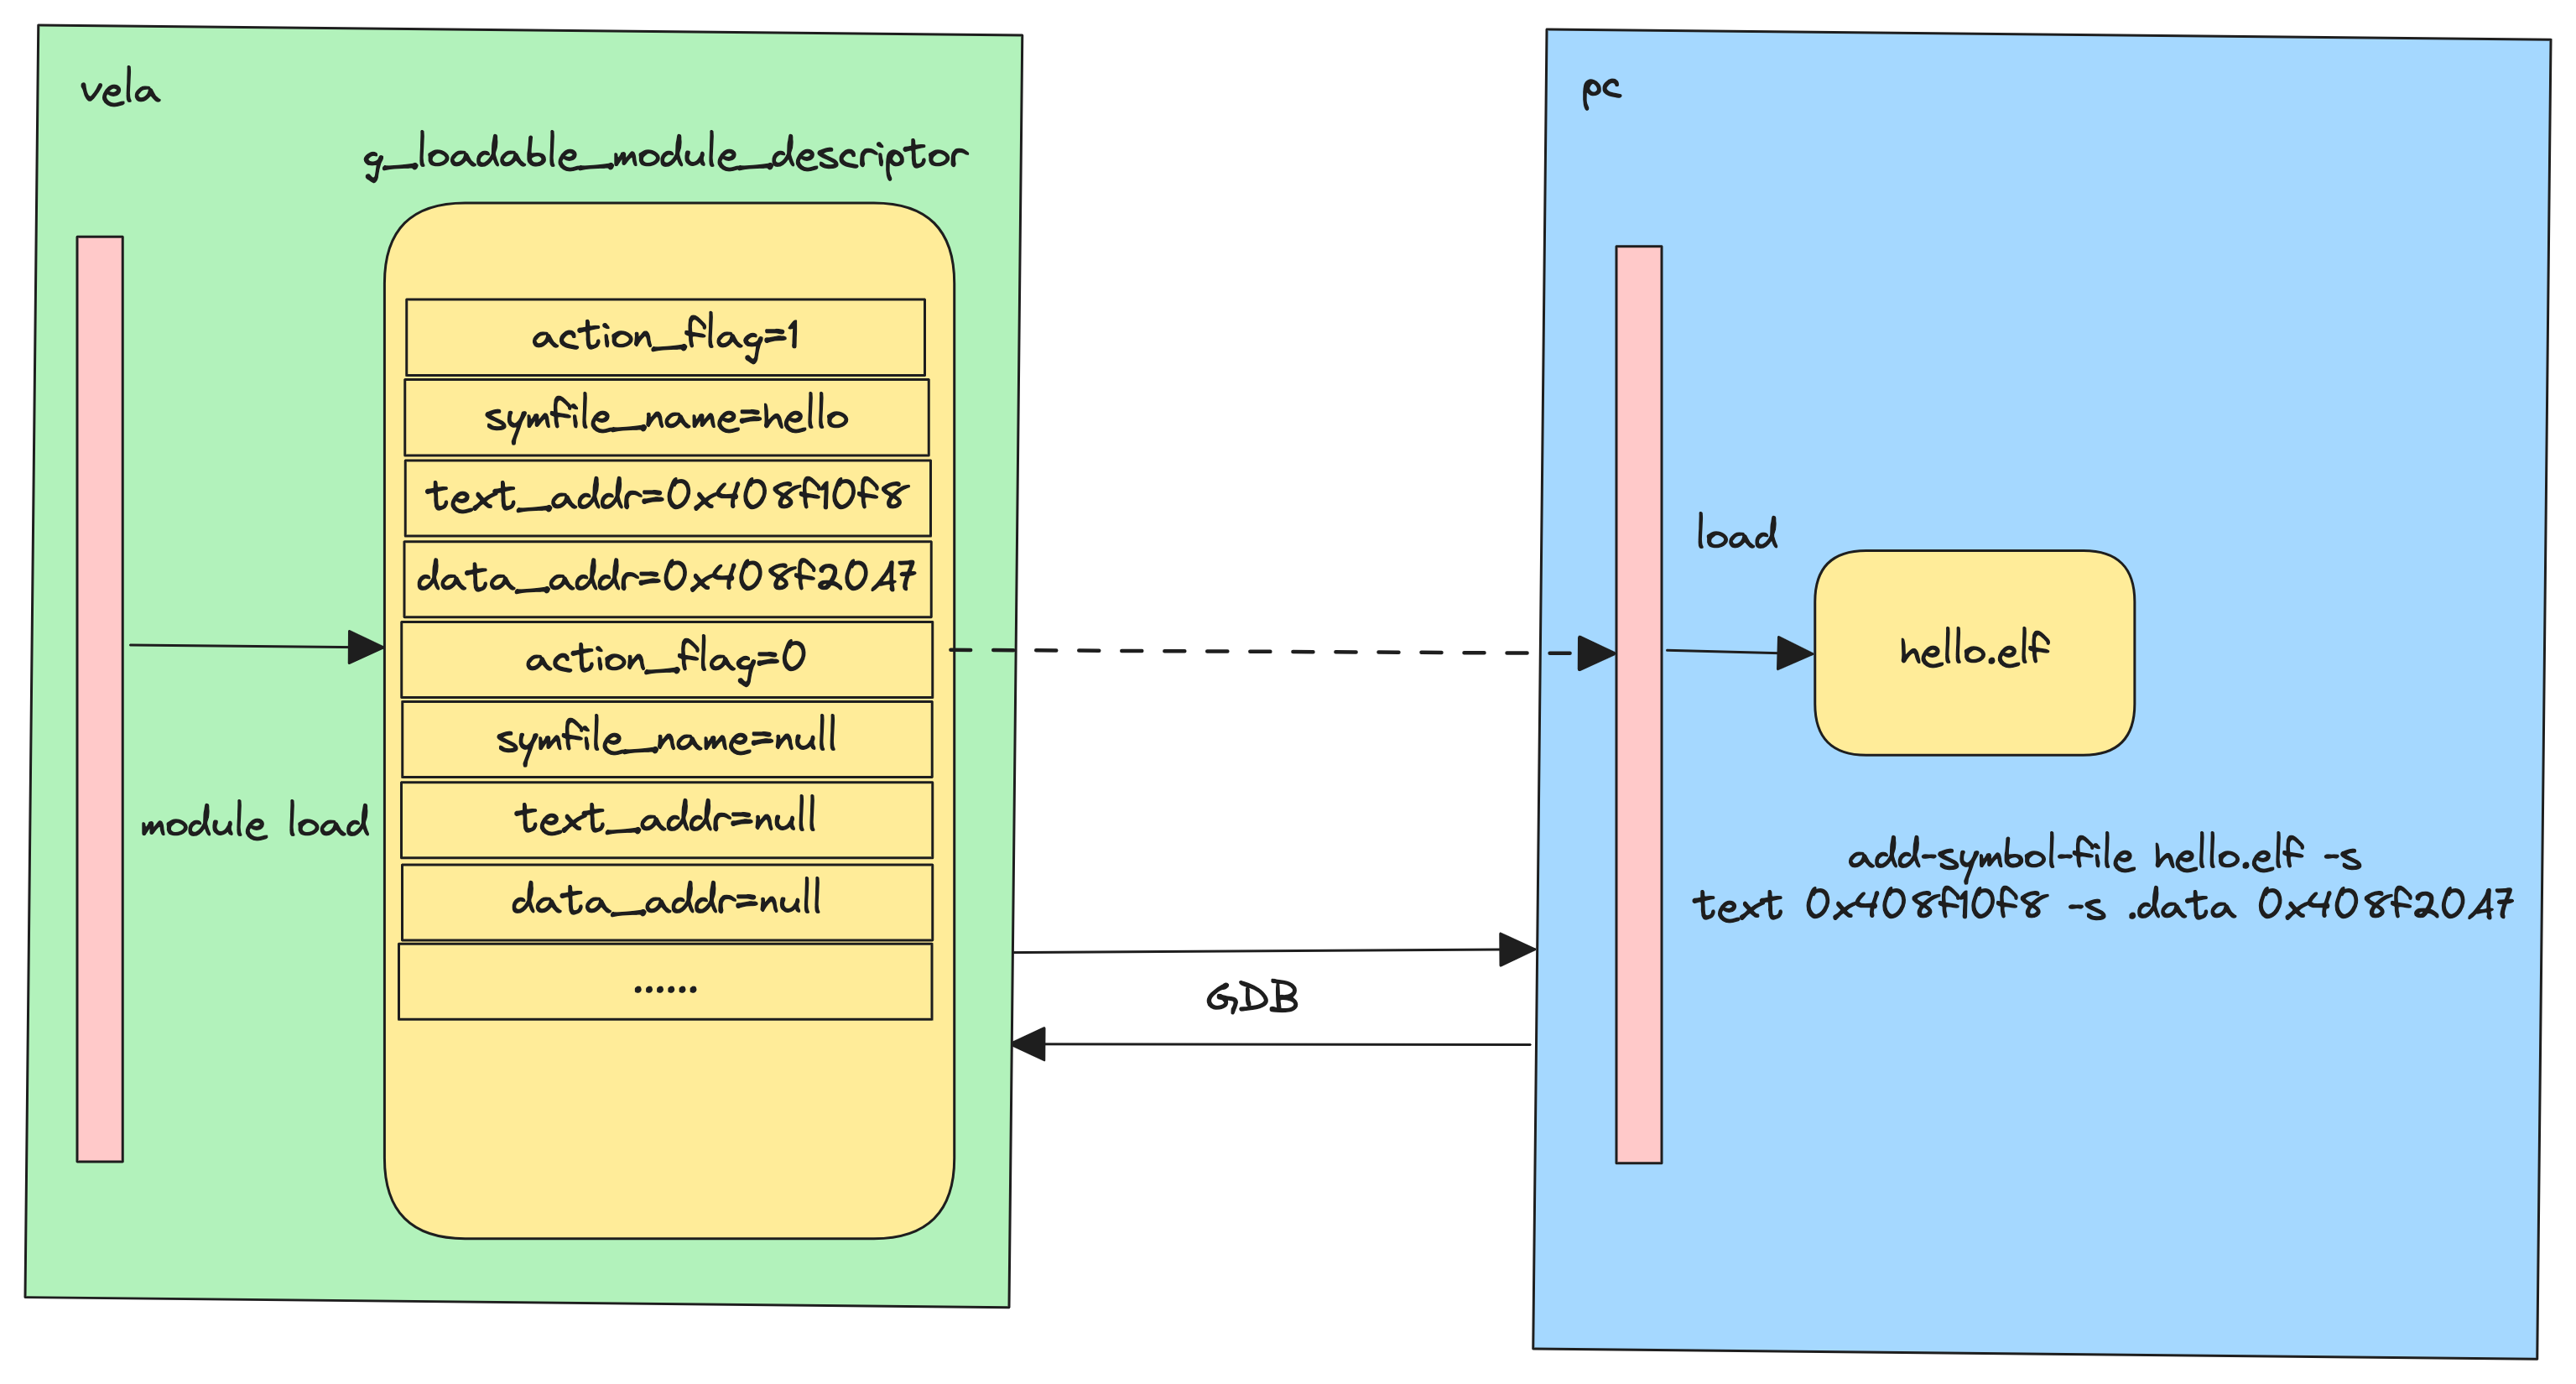 vela
g_loadable_module_descriptor
action_flag=1
symfile_name=hello
text_addr=0x408f10f8
data_addr=0x408f20A7
action_flag=0
symfile_name=null
text_addr=null
data_addr=null
......
module load
GDB
pc
load
hello.elf
add-symbol-file hello.elf -s
text 0x408f10f8 -s .data 0x408f20A7